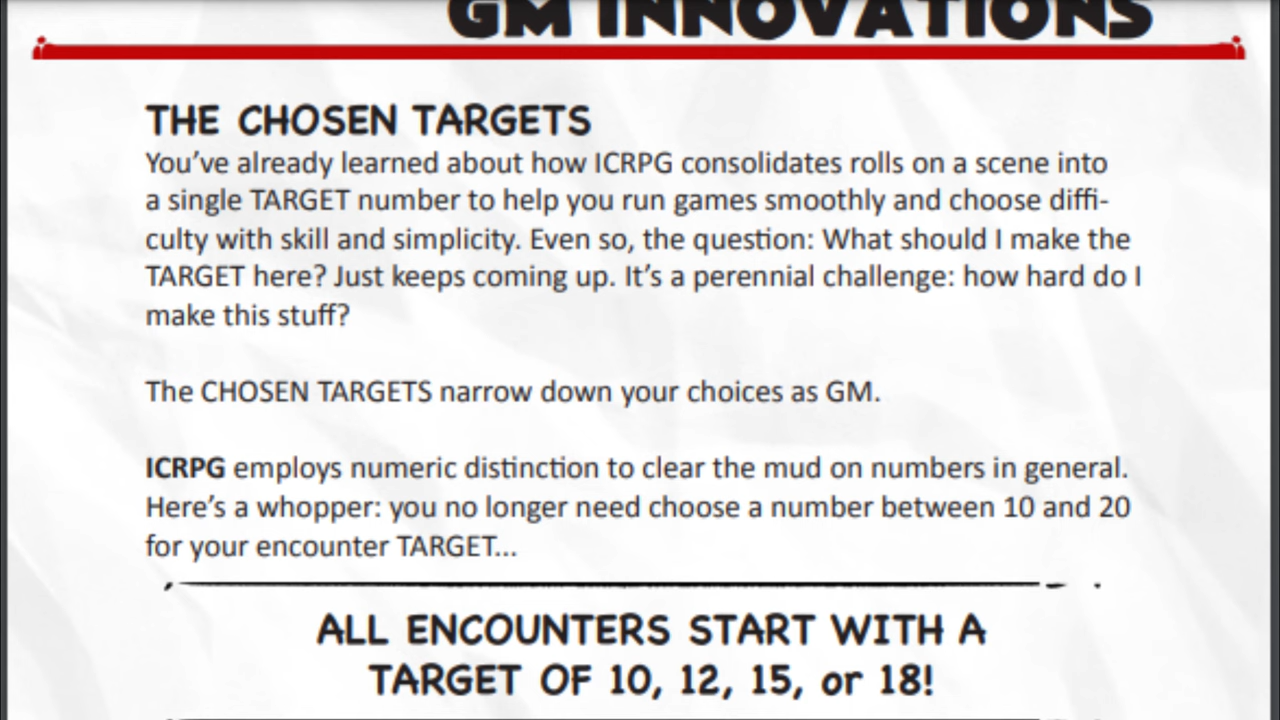 GM INNOVATIONS
THE CHOSEN TARGETS
You've already learned about how ICRPG consolidates rolls on a scene into
a single TARGET number to help you run games smoothly and choose diffi-
culty with skill and simplicity. Even so, the question: What should I make the
TARGET here? Just keeps coming up. It's a perennial challenge: how hard do I
make this stuff?
The CHOSEN TARGETS narrow down your choices as GM.
ICRPG employs numeric distinction to clear the mud on numbers in general.
Here's a whopper: you no longer need choose a number between 10 and 20
for your encounter TARGET...
ALL ENCOUNTERS START WITH A
TARGET OF 10, 12, 15, or 18!